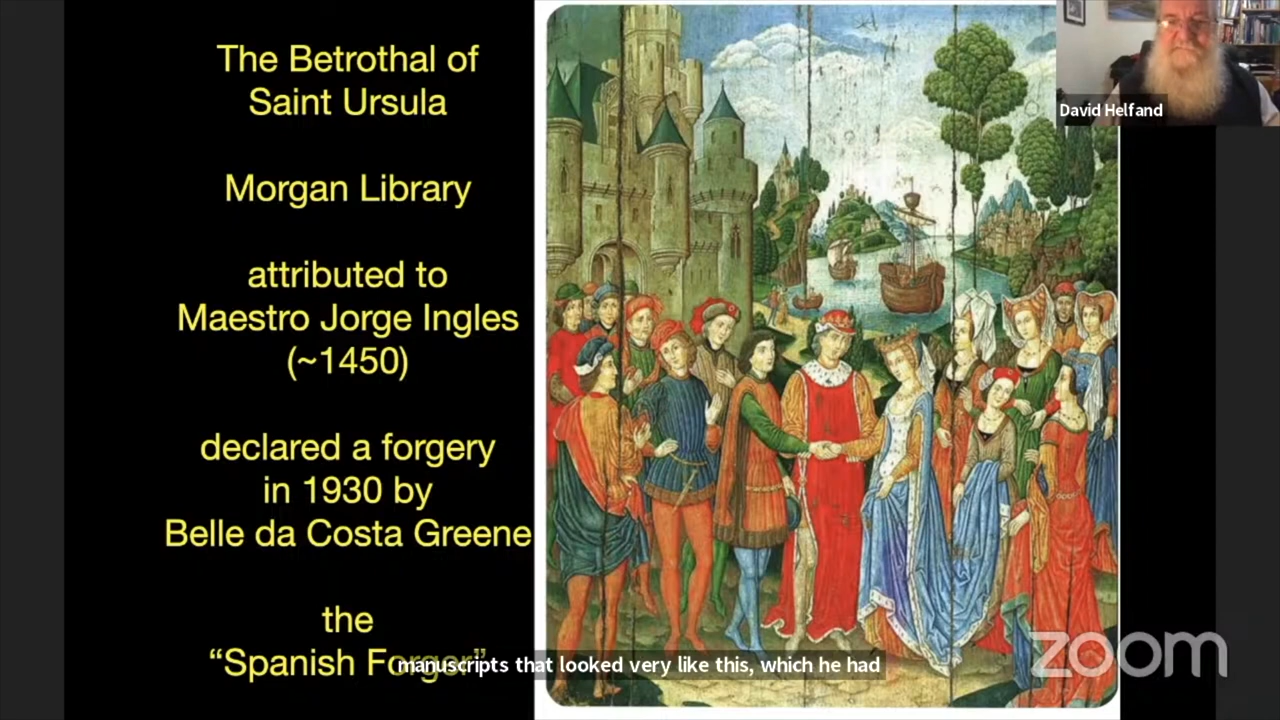 The Betrothal of
Saint Ursula
Morgan Library
attributed to
Maestro Jorge Ingles
(~1450)
declared a forgery
in 1930 by
Belle da Costa Greene
the
“Spanish Forger”
manuscripts that looked very like this, which he had
David Helfand
zoom